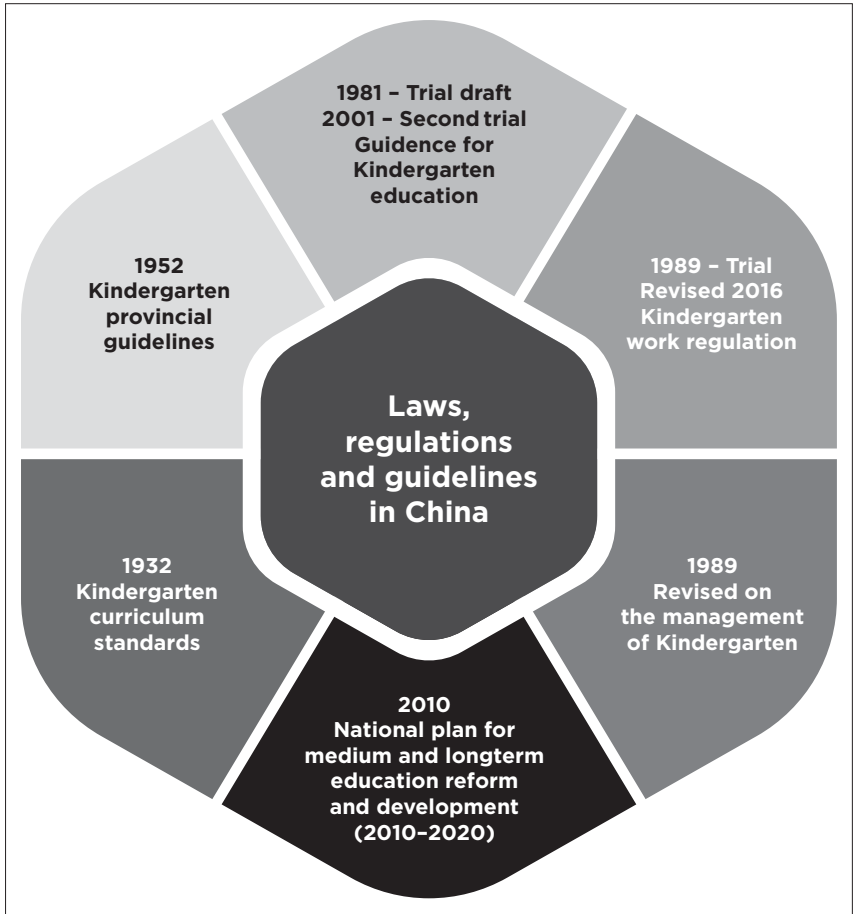 1981 – Trial draft
2001 – Second trial
Guidence for
Kindergarten
education
1952
Kindergarten
provincial
guidelines
1989 – Trial
Revised 2016
Kindergarten
work regulation
Laws,
regulations
and guidelines
in China
1932
Kindergarten
curriculum
standards
1989
Revised on
the management
of Kindergarten
2010
National plan for
medium and longterm
education reform
and development
(2010–2020)